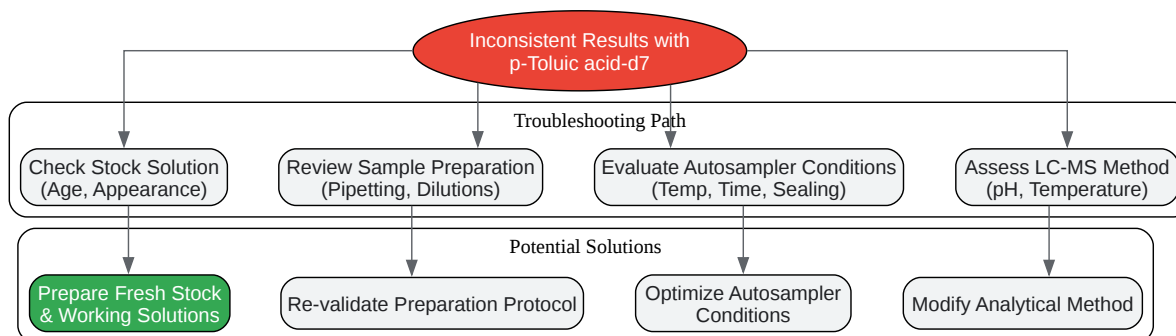 Inconsistent Results with
p-Toluic acid-d7
Troubleshooting Path
Check Stock Solution
(Age, Appearance)
Review Sample Preparation
(Pipetting, Dilutions)
Evaluate Autosampler Conditions
(Temp, Time, Sealing)
Assess LC-MS Method
(pH, Temperature)
Potential Solutions
Prepare Fresh Stock
& Working Solutions
Re-validate Preparation Protocol
Optimize Autosampler
Conditions
Modify Analytical Method